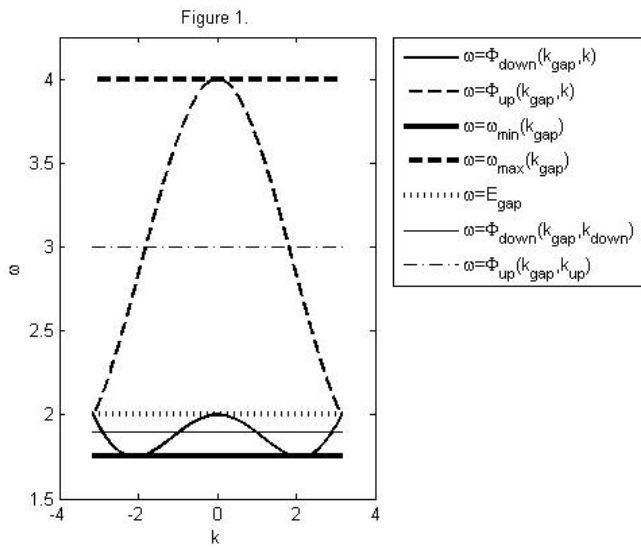 Figure 1.
4
3.5
3
2.5
2
1.5
ω
-4
-2
0
2
4
k
ω=Φdown(kgap,k)
ω=Φup(kgap,k)
ω=ωmin(kgap)
ω=ωmax(kgap)
ω=Egap
ω=Φdown(kgap,kdown)
ω=Φup(kgap,kup)